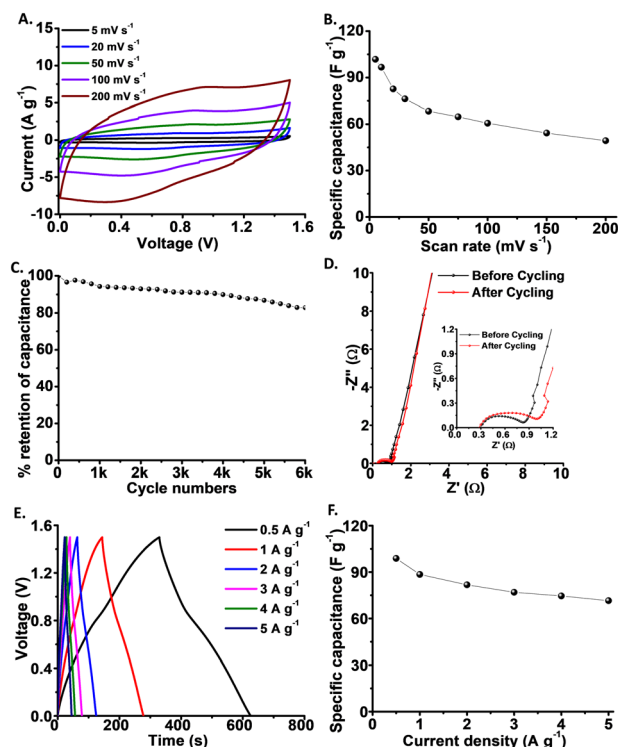 A.
15
10
5
0
-5
-10
0.0
0.4
0.8
1.2
1.6
Current (A g⁻¹)
Voltage (V)
5 mV s⁻¹
20 mV s⁻¹
50 mV s⁻¹
100 mV s⁻¹
200 mV s⁻¹
B.
120
90
60
30
0
0
50
100
150
200
Specific capacitance (F g⁻¹)
Scan rate (mV s⁻¹)
C.
100
80
60
40
20
0
1k
2k
3k
4k
5k
6k
% retention of capacitance
Cycle numbers
D.
-10
-8
-6
-4
-2
0
0
2
4
6
8
10
-Z" (Ω)
Z' (Ω)
Before Cycling
After Cycling
1.2
0.9
0.6
0.3
0.0
0.0
0.3
0.6
0.9
1.2
-Z" (Ω)
Z' (Ω)
Before Cycling
After Cycling
E.
1.6
1.2
0.8
0.4
0.0
0
200
400
600
800
Voltage (V)
Time (s)
0.5 A g⁻¹
1 A g⁻¹
2 A g⁻¹
3 A g⁻¹
4 A g⁻¹
5 A g⁻¹
F.
120
90
60
30
0
0
1
2
3
4
5
Specific capacitance (F g⁻¹)
Current density (A g⁻¹)